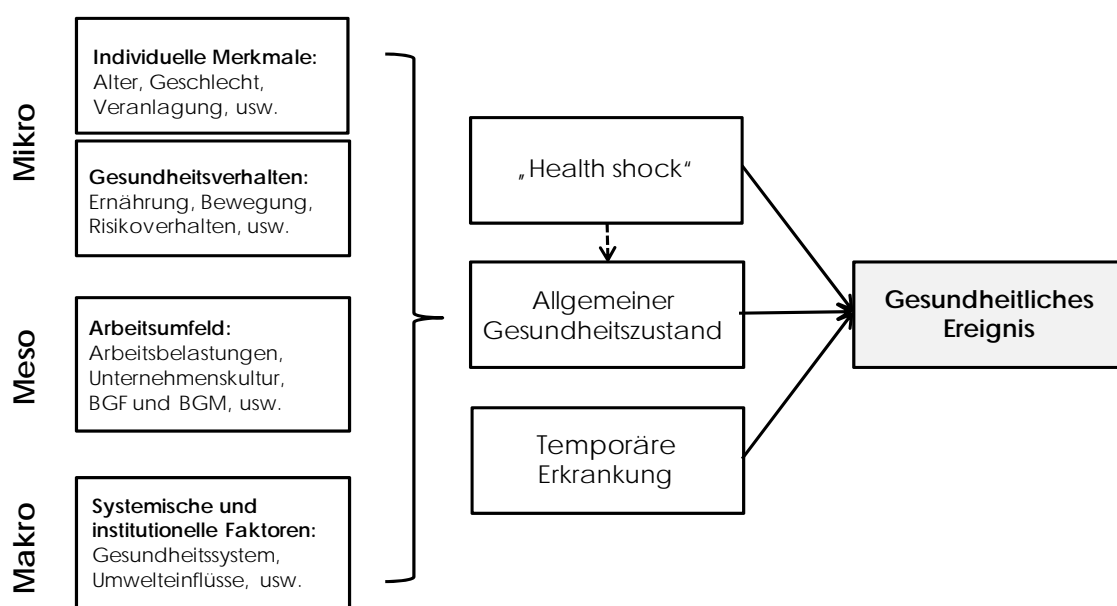 Mikro
Individuelle Merkmale:
Alter, Geschlecht,
Veranlagung, usw.
Gesundheitsverhalten:
Ernährung, Bewegung,
Risikoverhalten, usw.
Meso
Arbeitsumfeld:
Arbeitsbelastungen,
Unternehmenskultur,
BGF und BGM, usw.
Makro
Systemische und
institutionelle Faktoren:
Gesundheitssystem,
Umwelteinflüsse, usw.
„Health shock“
Allgemeiner
Gesundheitszustand
Temporäre
Erkrankung
Gesundheitliches
Ereignis